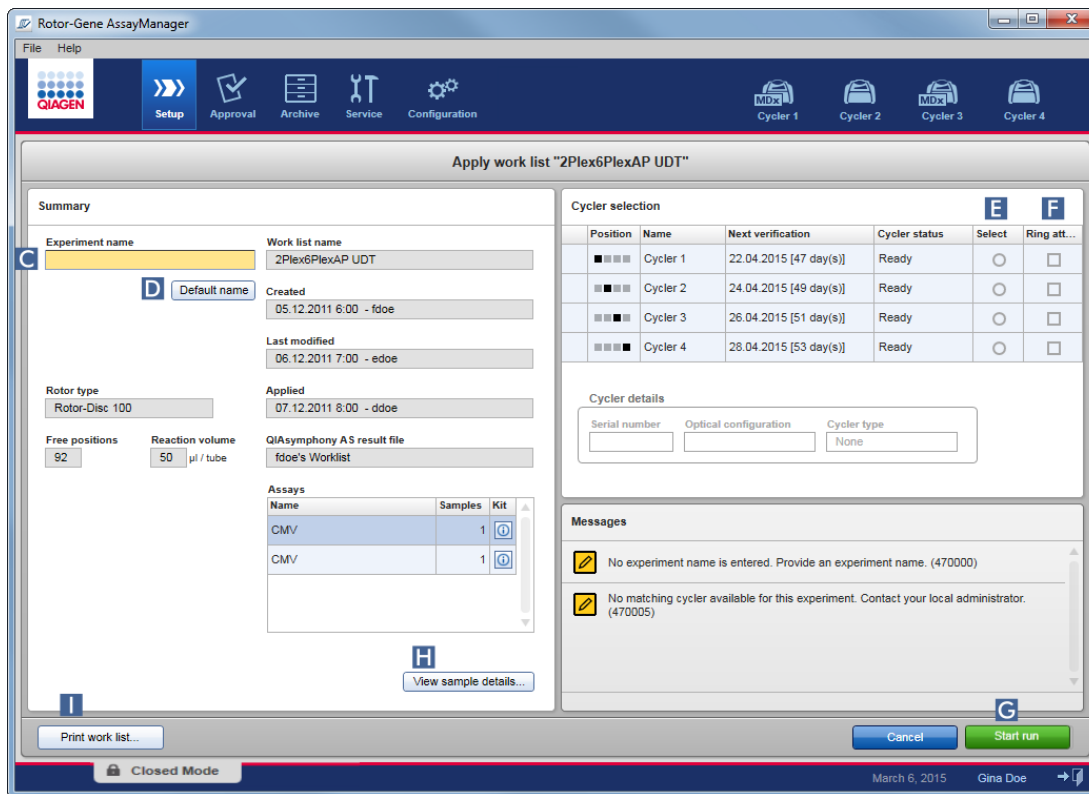 Rotor-Gene AssayManager
File Help
QIAGEN
Setup
Approval
Archive
Service
Configuration
MDx
Cycler 1
Cycler 2
MDx
Cycler 3
Cycler 4
Apply work list "2Plex6PlexAP UDT"
Summary
Experiment name
C
D
Default name
Work list name
2Plex6PlexAP UDT
Created
05.12.2011 6:00 - fdoe
Last modified
06.12.2011 7:00 - edoe
Rotor type
Rotor-Disc 100
Applied
07.12.2011 8:00 - ddoe
Free positions
92
Reaction volume
50 µl / tube
QIAsymphony AS result file
fdoe's Worklist
Assays
Name Samples Kit
CMV 1
CMV 1
H
View sample details...
Cycler selection
E F
Position Name Next verification Cycler status Select Ring att...
Cycler 1 22.04.2015 [47 day(s)] Ready
Cycler 2 24.04.2015 [49 day(s)] Ready
Cycler 3 26.04.2015 [51 day(s)] Ready
Cycler 4 28.04.2015 [53 day(s)] Ready
Cycler details
Serial number Optical configuration Cycler type
None
Messages
No experiment name is entered. Provide an experiment name. (470000)
No matching cycler available for this experiment. Contact your local administrator.
(470005)
I
Print work list...
G
Cancel
Start run
Closed Mode
March 6, 2015 Gina Doe